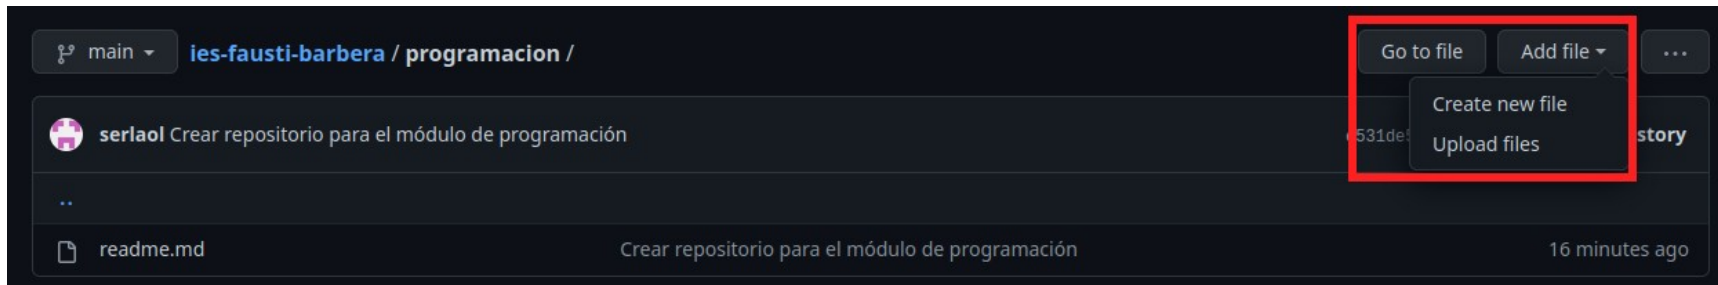 main
ies-fausti-barbera / programacion /
Go to file
Add file
...
Create new file
Upload files
serlaol Crear repositorio para el módulo de programación
story
..
readme.md
Crear repositorio para el módulo de programación
16 minutes ago